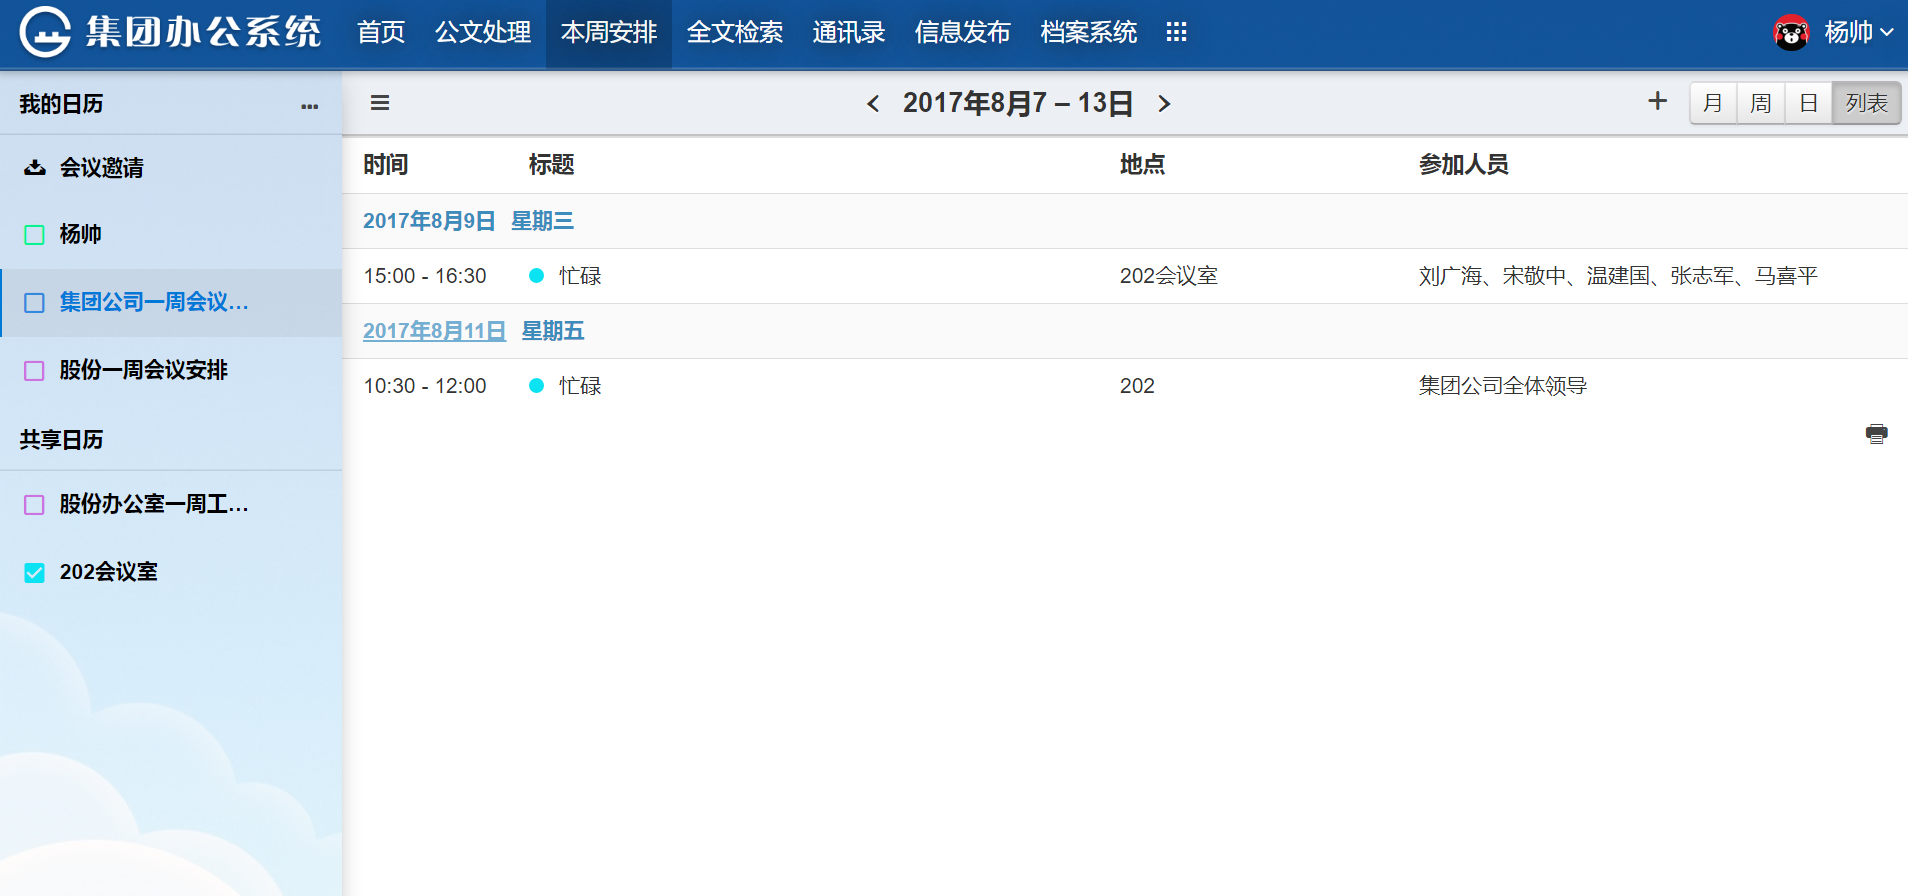 集团办公系统 首页 公文处理 本周安排 全文检索 通讯录 信息发布 档案系统 杨帅
我的日历
会议邀请
杨帅
集团公司一周会议...
股份一周会议安排
共享日历
股份办公室一周工...
202会议室
2017年8月7 – 13日 月 周 日 列表
时间 标题 地点 参加人员
2017年8月9日 星期三
15:00 - 16:30 忙碌 202会议室 刘广海、宋敬中、温建国、张志军、马喜平
2017年8月11日 星期五
10:30 - 12:00 忙碌 202 集团公司全体领导